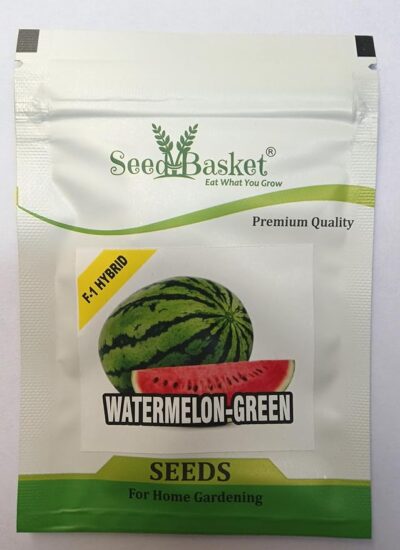 SeedBasket®
Eat What You Grow
Premium Quality
F-1 HYBRID
WATERMELON-GREEN
SEEDS
For Home Gardening